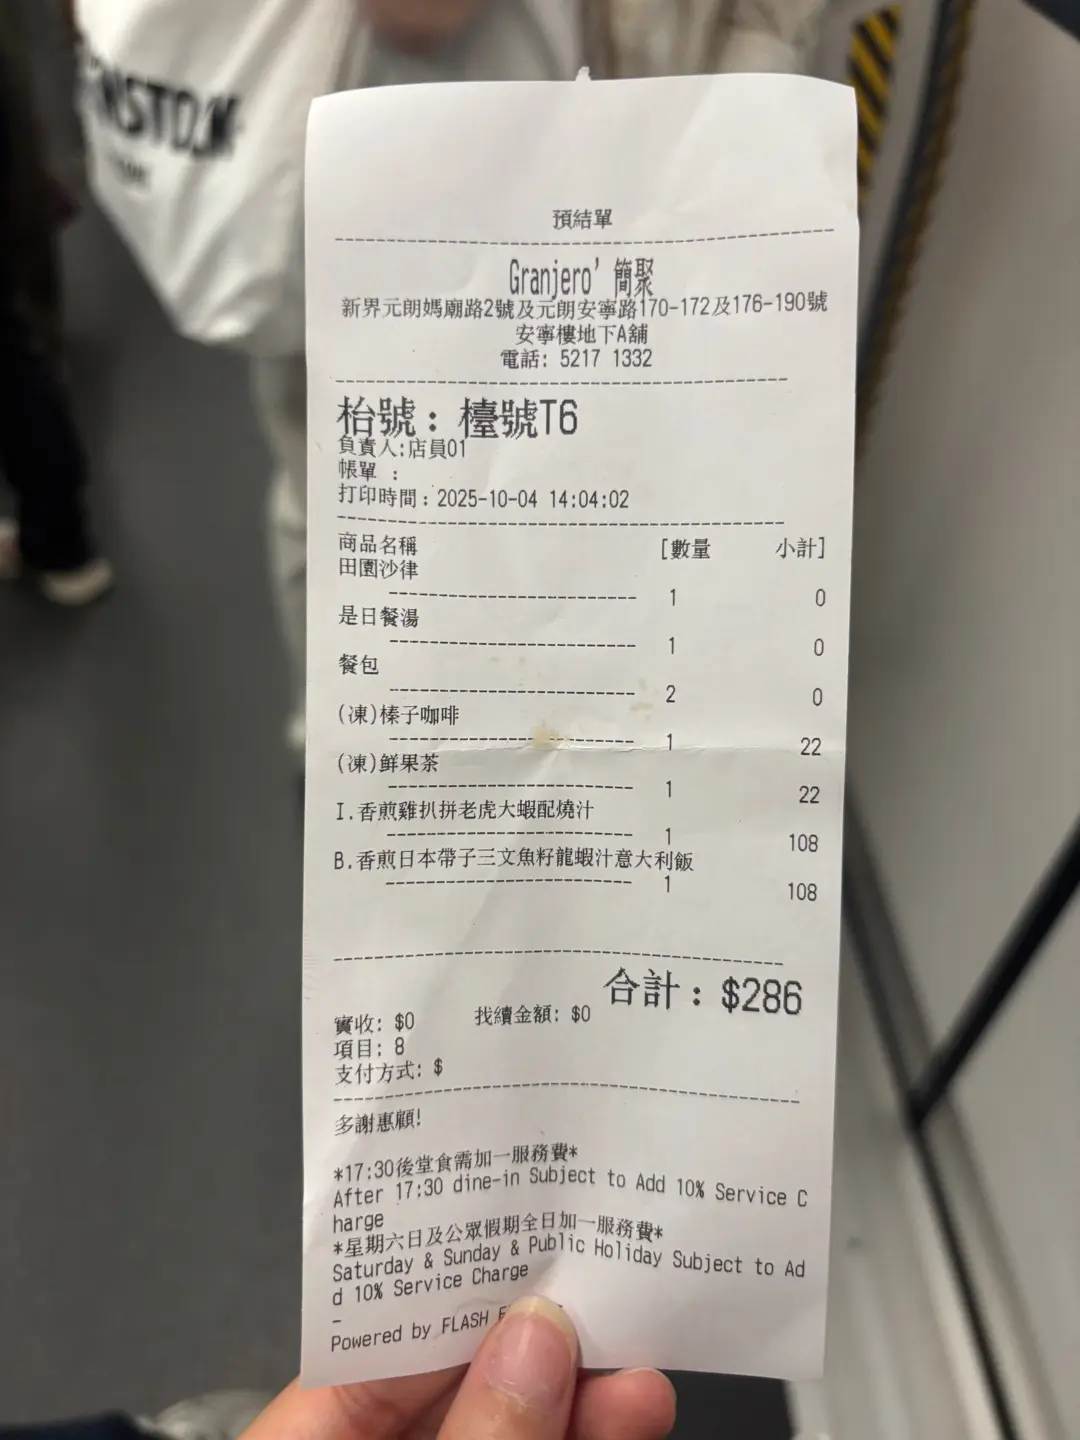 預結單
Granjero' 簡聚
新界元朗媽廟路2號及元朗安寧路170-172及176-190號
安寧樓地下A舖
電話: 5217 1332
枱號: 檯號T6
負責人:店員01
帳單 :
打印時間: 2025-10-04 14:04:02
商品名稱 [數量 小計]
田園沙律
1 0
是日餐湯
1 0
餐包
2 0
(凍)榛子咖啡
1 22
(凍)鮮果茶
1 22
I.香煎雞扒拼老虎大蝦配燒汁
1 108
B.香煎日本帶子三文魚籽龍蝦汁意大利飯
1 108
合計: $286
實收: $0 找續金額: $0
項目: 8
支付方式: $
多謝惠顧!
*17:30後堂食需加一服務費*
After 17:30 dine-in Subject to Add 10% Service C
harge
*星期六日及公眾假期全日加一服務費*
Saturday & Sunday & Public Holiday Subject to Ad
d 10% Service Charge
-
Powered by FLASH